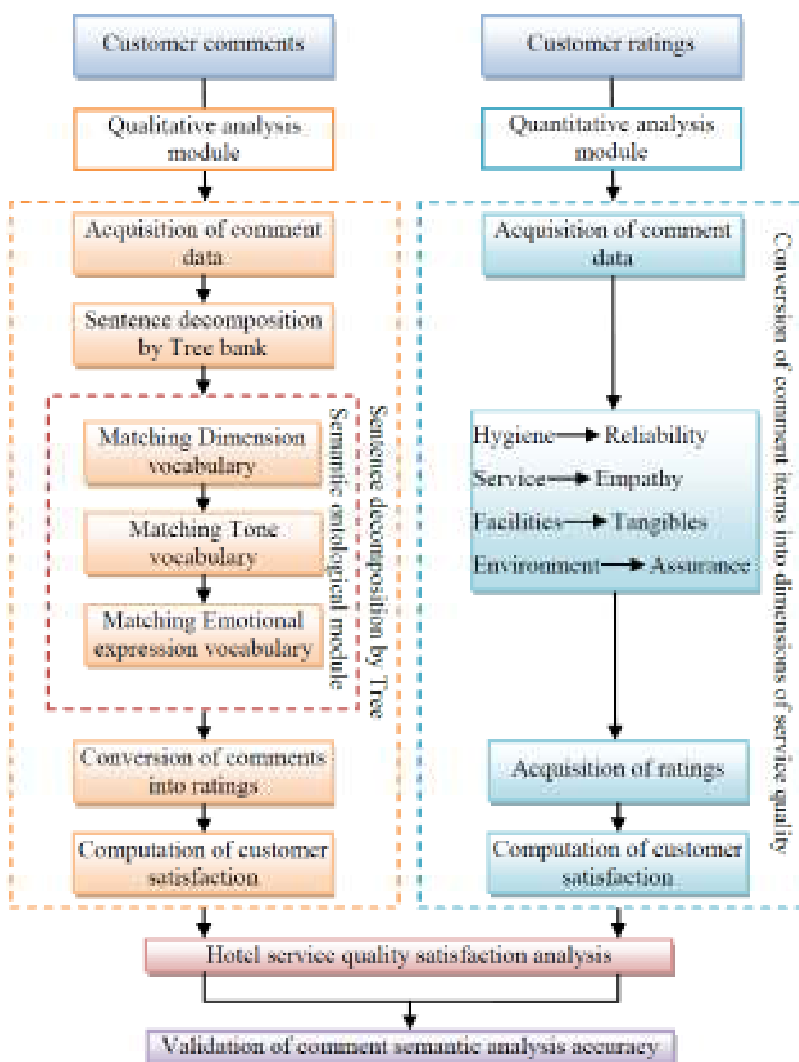 Customer comments
Qualitative analysis
module
Acquisition of comment
data
Sentence decomposition
by Tree bank
Matching Dimension
vocabulary
Matching Tone
vocabulary
Matching Emotional
expression vocabulary
Semantic ontological module
Sentence decomposition by Tree
Conversion of comments
into ratings
Computation of customer
satisfaction
Customer ratings
Quantitative analysis
module
Acquisition of comment
data
Hygiene Reliability
Service Empathy
Facilities Tangibles
Environment Assurance
Acquisition of ratings
Computation of customer
satisfaction
Conversion of comment items into dimensions of service quality
Hotel service quality satisfaction analysis
Validation of comment semantic analysis accuracy